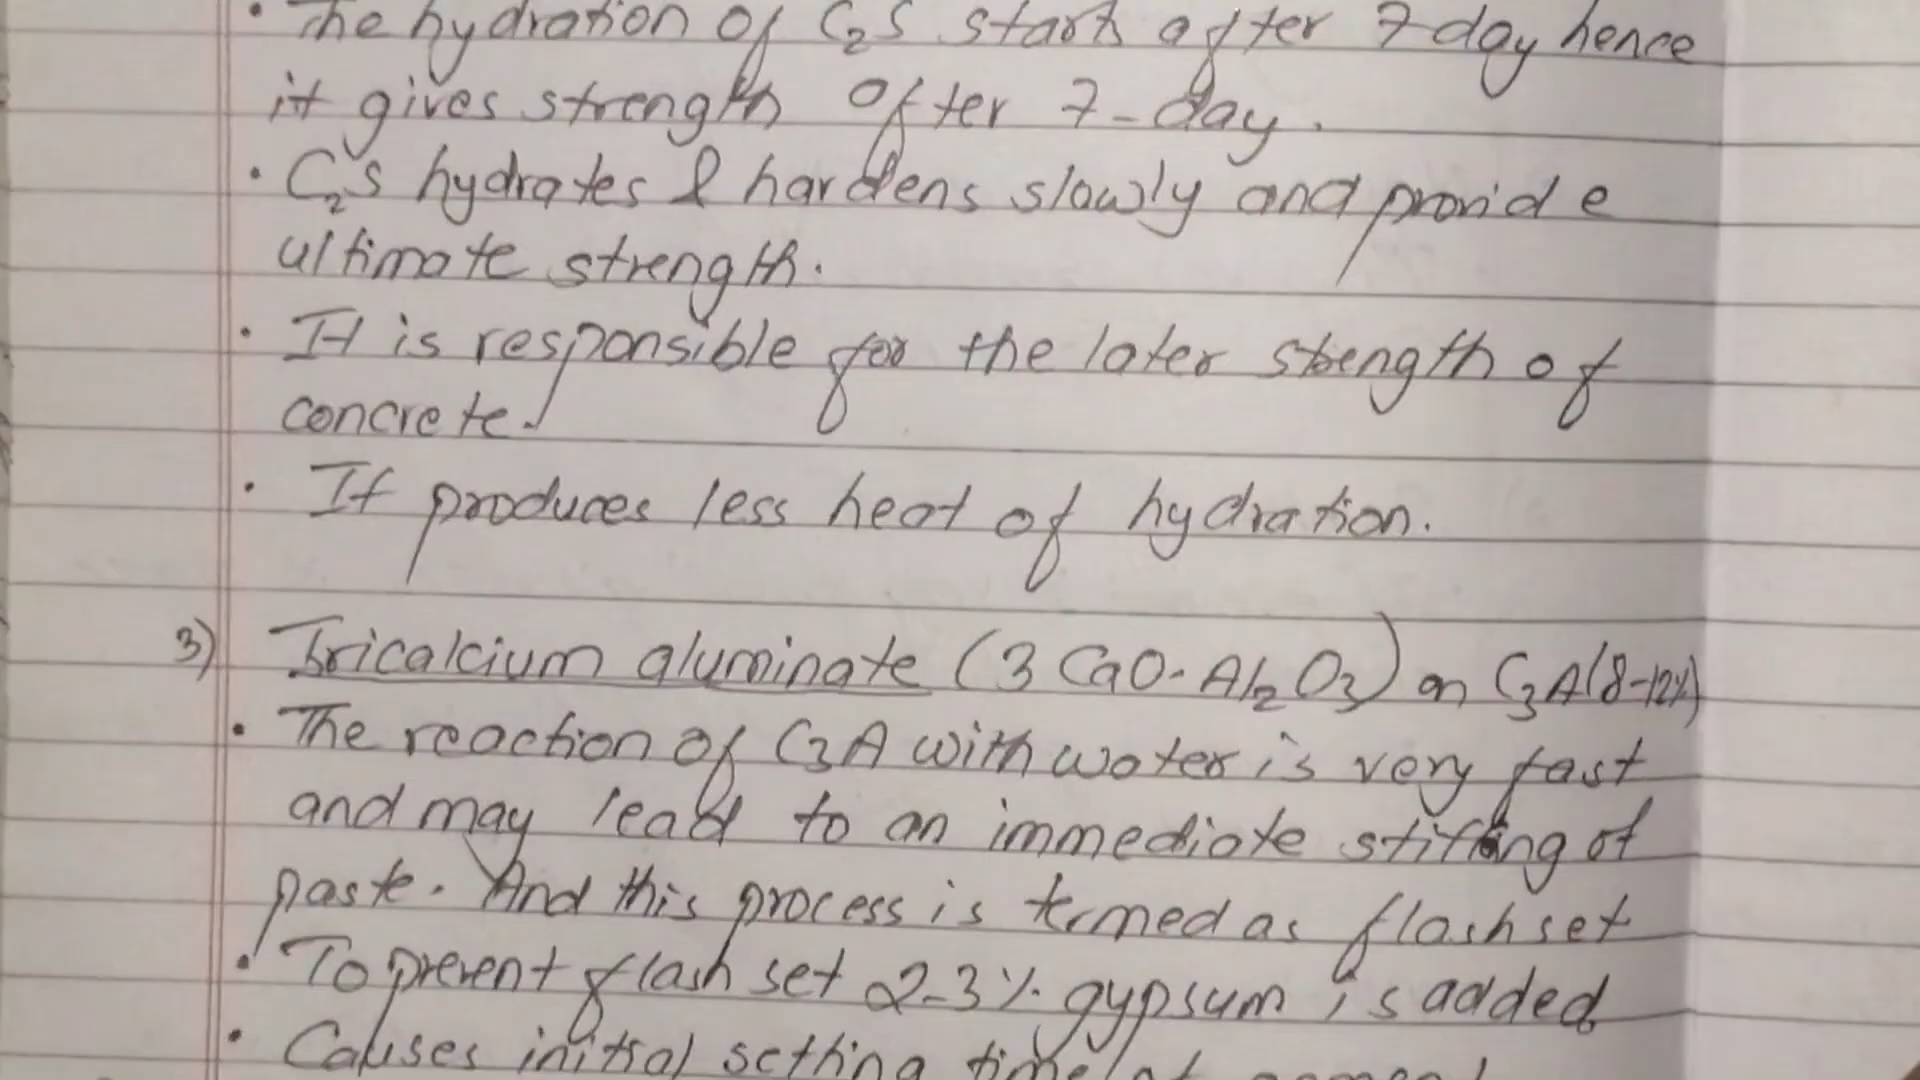 • The hydration of C₂S starts after 7 day hence
it gives strength after 7-day.
• C₂S hydrates & hardens slowly and provide
ultimate strength.
• It is responsible for the later strength of
concrete.
• It produces less heat of hydration.
3) Tricalcium aluminate (3 CaO. Al₂O₃) or C₃A(8-12%)
• The reaction of C₃A with water is very fast
and may lead to an immediate stiffing of
paste. And this process is termed as flash set
• To prevent flash set 2-3% gypsum is added
• Causes initial setting time of cement